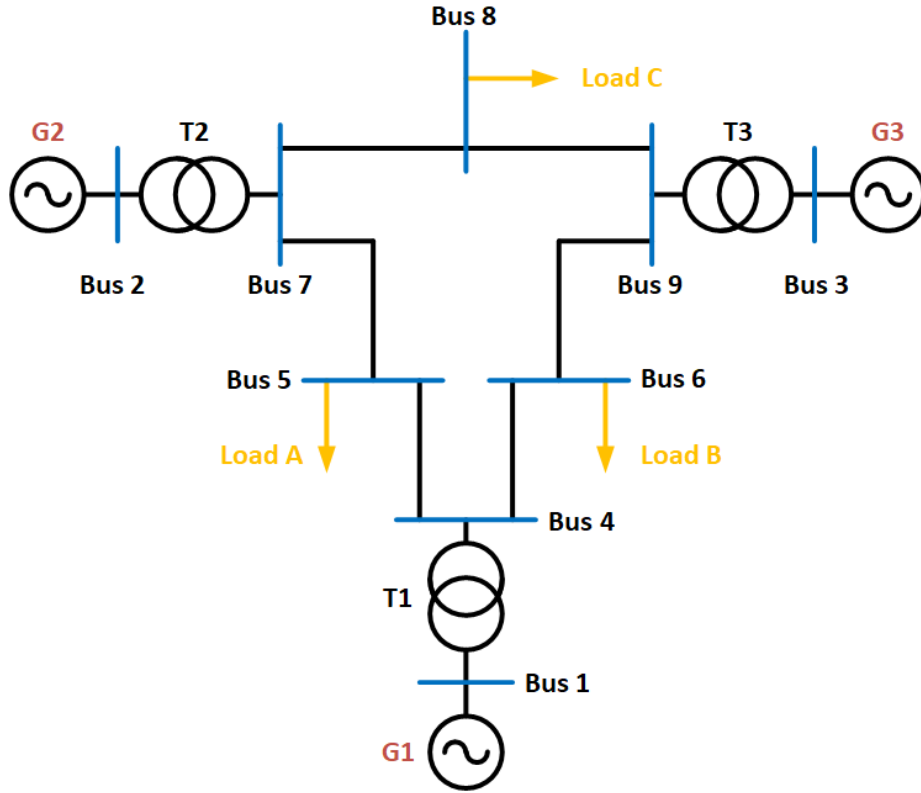 Bus 8
Load C
G2
T2
T3
G3
Bus 2
Bus 7
Bus 9
Bus 3
Bus 5
Bus 6
Load A
Load B
Bus 4
T1
Bus 1
G1